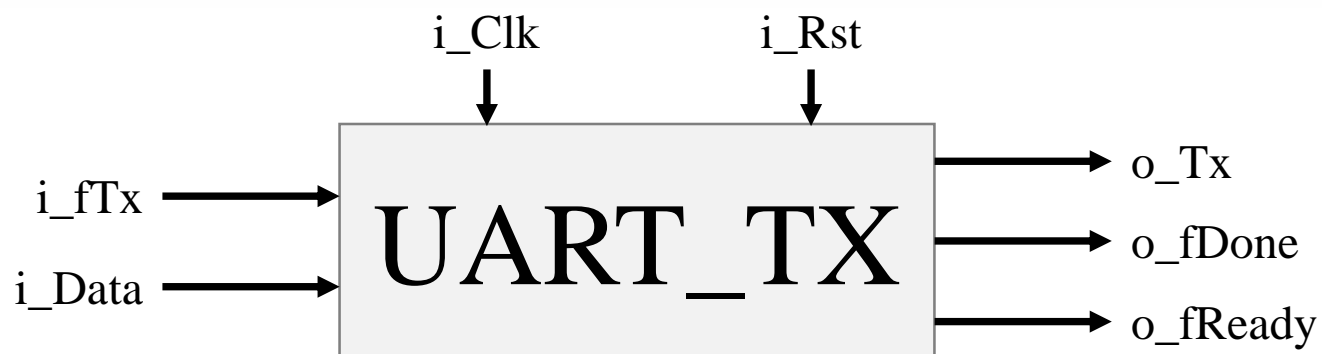 i_Clk
i_Rst
i_fTx
i_Data
UART_TX
o_Tx
o_fDone
o_fReady